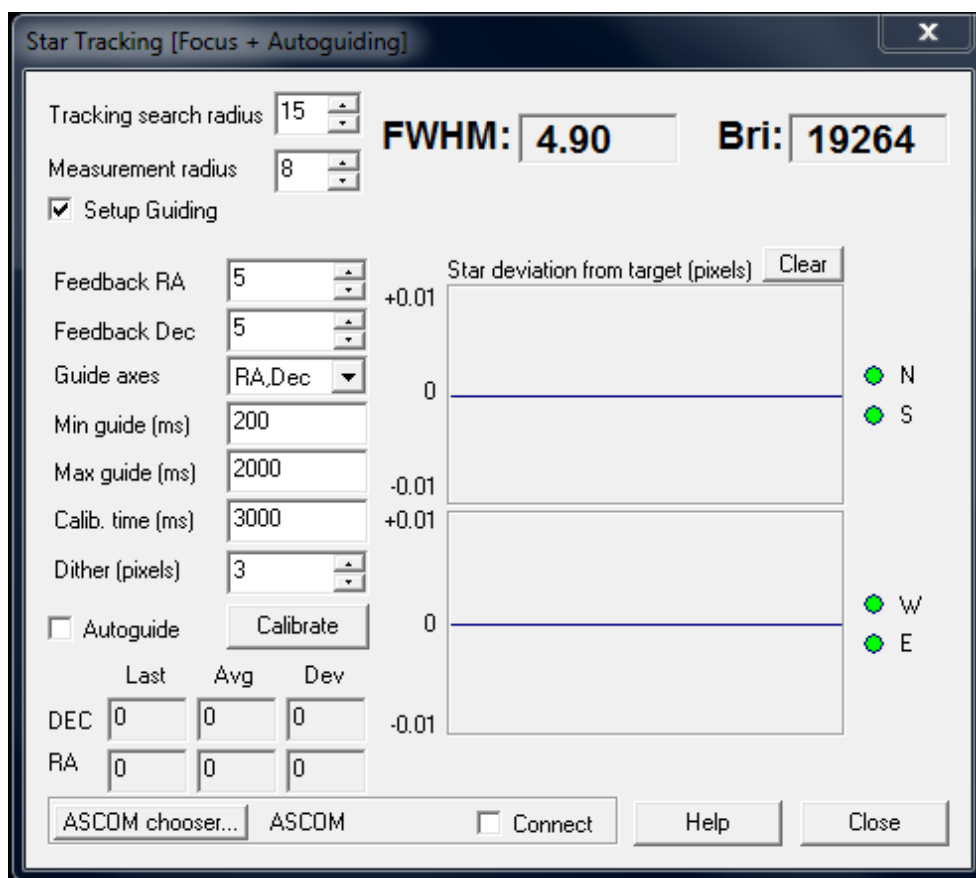 Star Tracking [Focus + Autoguiding]
x
Tracking search radius 15
FWHM: 4.90 Bri: 19264
Measurement radius 8
Setup Guiding
Star deviation from target (pixels) Clear
Feedback RA 5
+0.01
Feedback Dec 5
Guide axes RA,Dec
0
N
Min guide (ms) 200
S
Max guide (ms) 2000
-0.01
Calib. time (ms) 3000
+0.01
Dither (pixels) 3
W
Autoguide Calibrate
0
E
Last Avg Dev
DEC 0 0 0
-0.01
RA 0 0 0
ASCOM chooser... ASCOM Connect Help Close